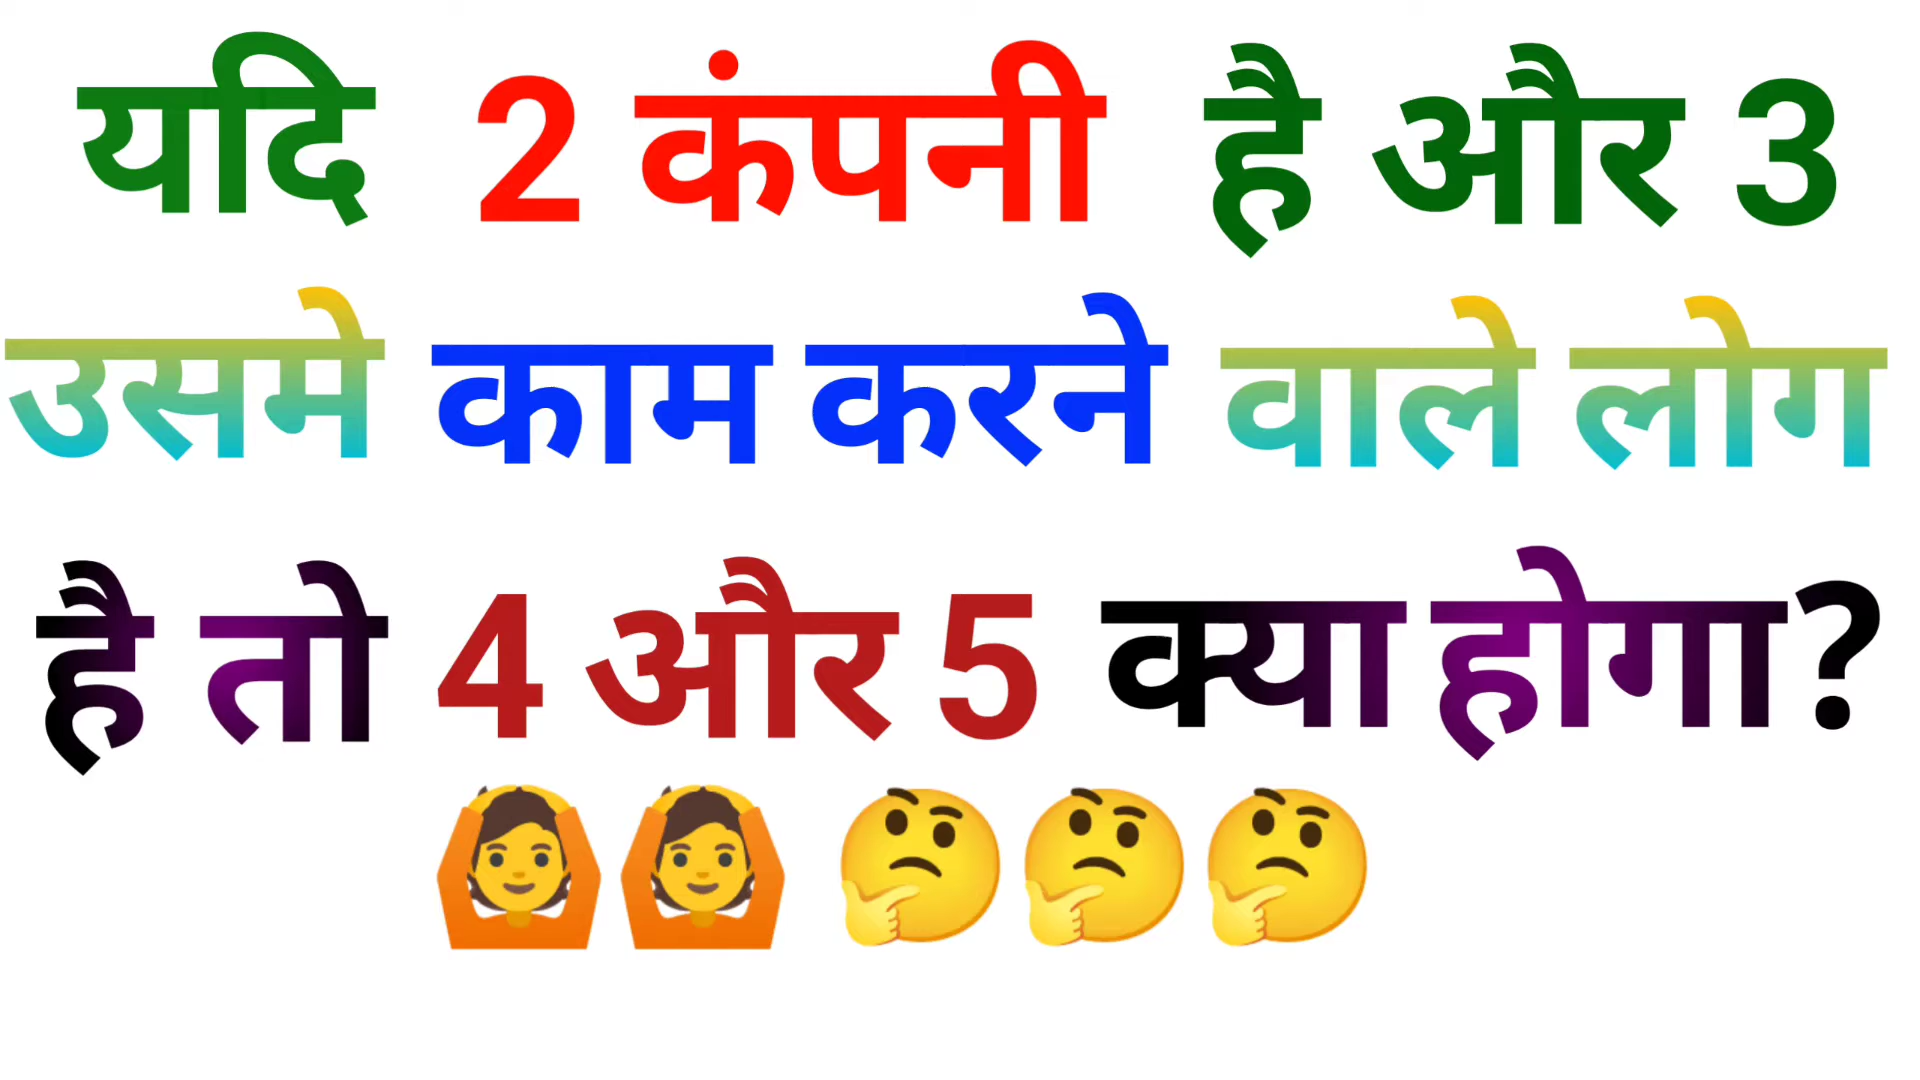 यदि 2 कंपनी है और 3
उसमे काम करने वाले लोग
है तो 4 और 5 क्या होगा?